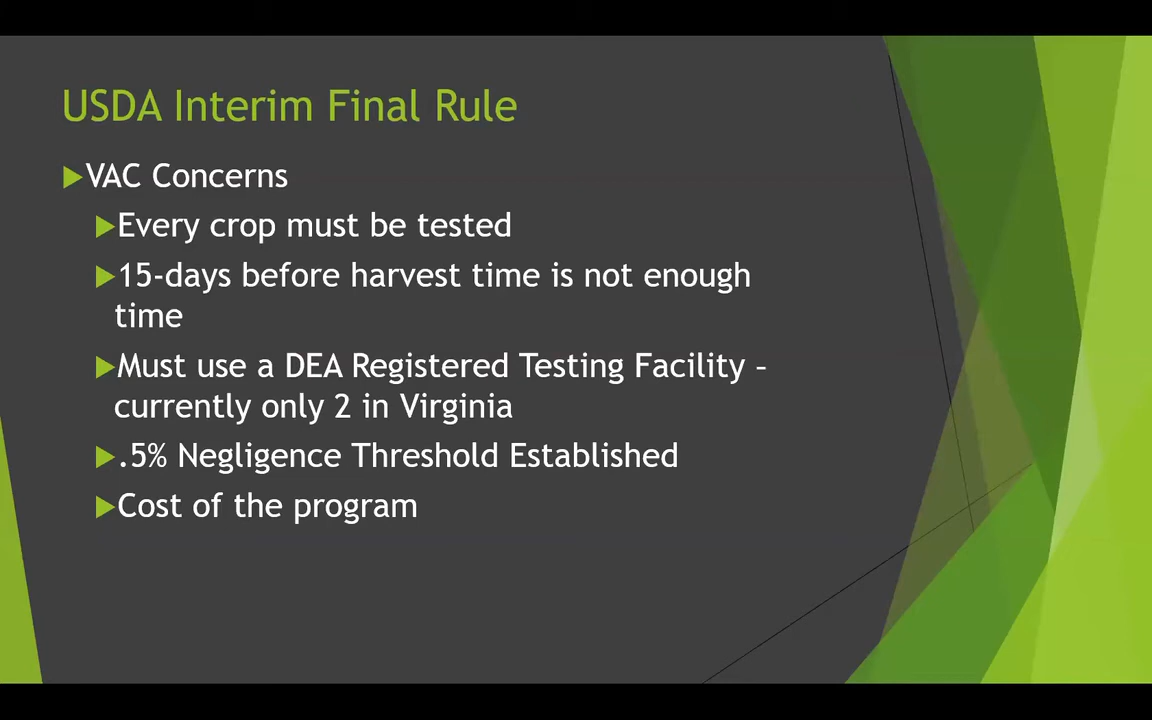 USDA Interim Final Rule
VAC Concerns
Every crop must be tested
15-days before harvest time is not enough
time
Must use a DEA Registered Testing Facility –
currently only 2 in Virginia
.5% Negligence Threshold Established
Cost of the program